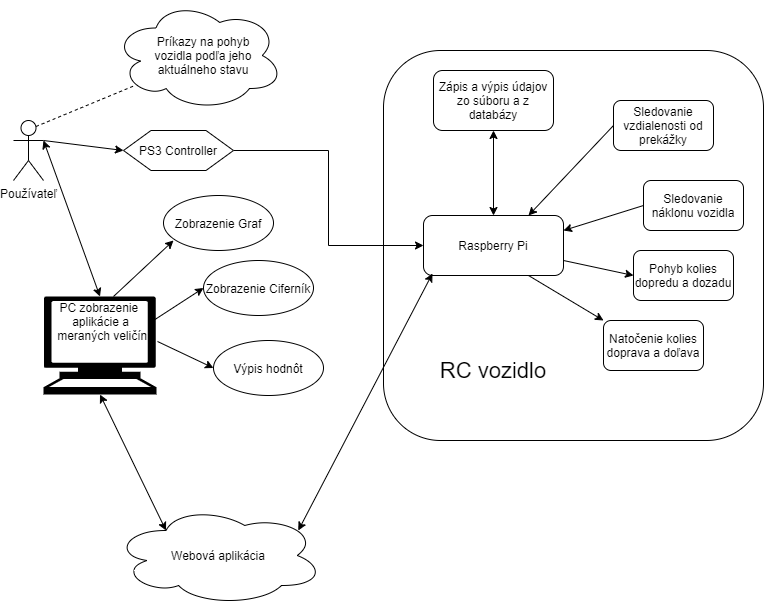 Príkazy na pohyb
vozidla podľa jeho
aktuálneho stavu
Používateľ
PS3 Controller
Zobrazenie Graf
Zobrazenie Ciferník
Výpis hodnôt
PC zobrazenie
aplikácie a
meraných veličín
Webová aplikácia
Zápis a výpis údajov
zo súboru a z
databázy
Sledovanie
vzdialenosti od
prekážky
Sledovanie
náklonu vozidla
Raspberry Pi
Pohyb kolies
dopredu a dozadu
Natočenie kolies
doprava a doľava
RC vozidlo